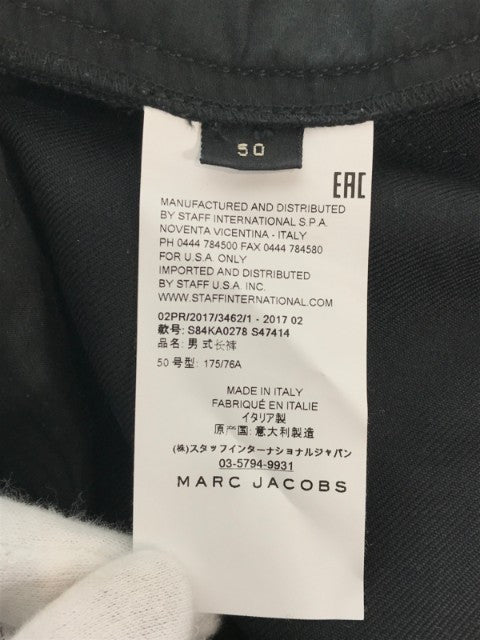 50
EAC
MANUFACTURED AND DISTRIBUTED
BY STAFF INTERNATIONAL S.P.A.
NOVENTA VICENTINA - ITALY
PH 0444 784500 FAX 0444 784580
FOR U.S.A. ONLY
IMPORTED AND DISTRIBUTED
BY STAFF U.S.A. INC.
WWW.STAFFINTERNATIONAL.COM
02PR/2017/3462/1 - 2017 02
款号: S84KA0278 S47414
品名: 男 式长裤
50 号型: 175/76A
MADE IN ITALY
FABRIQUÉ EN ITALIE
イタリア製
原产国: 意大利製造
(株)スタッフインターナショナルジャパン
03-5794-9931
MARC JACOBS